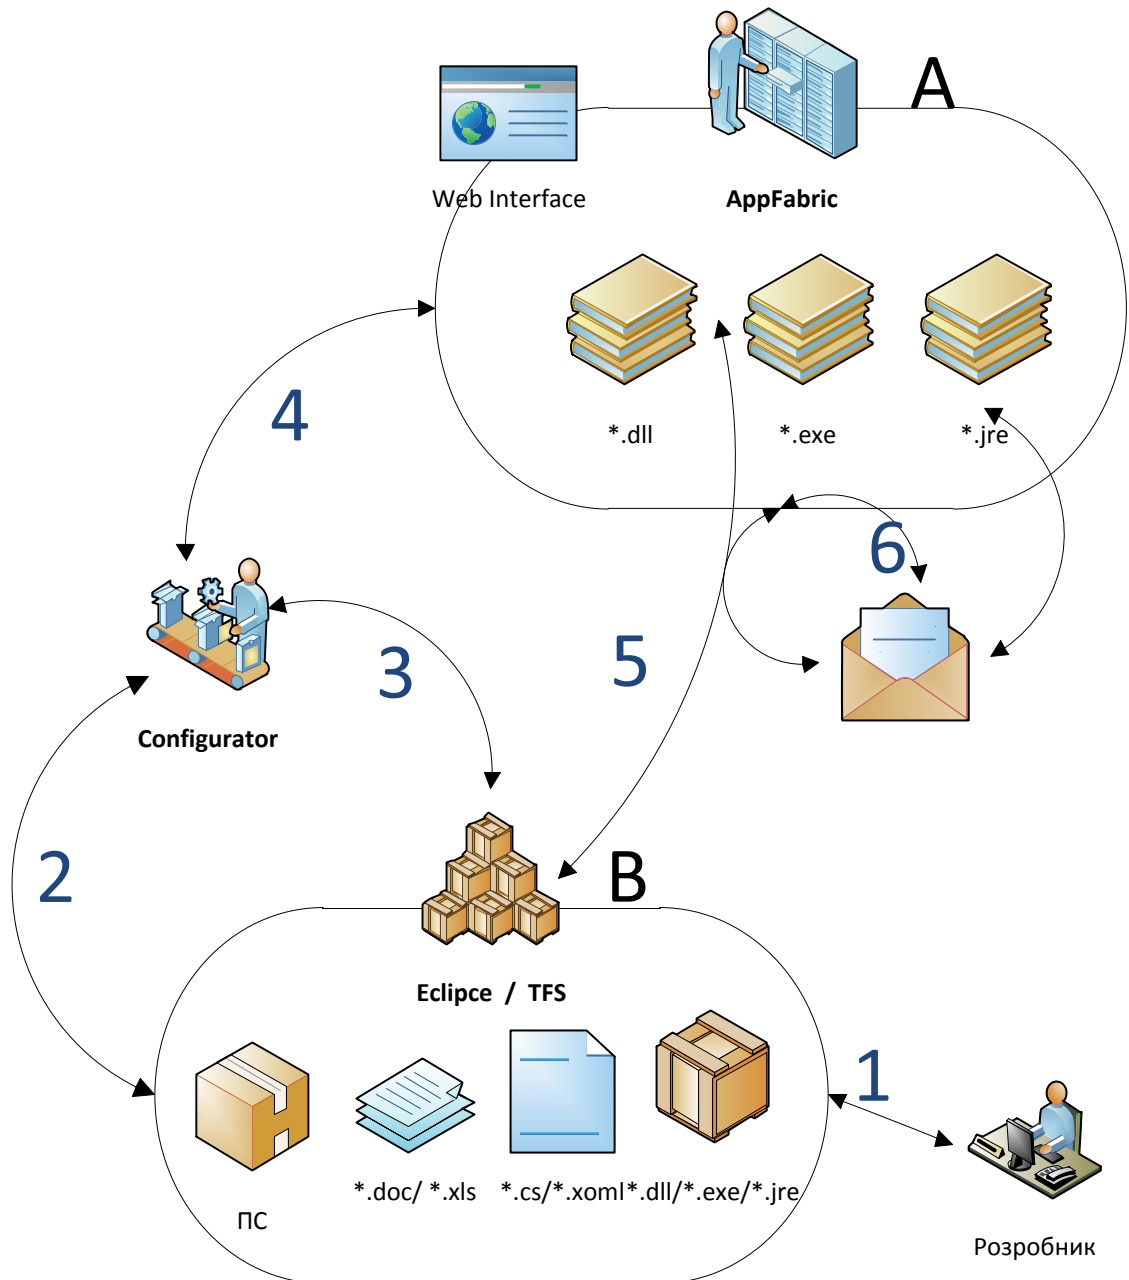 A
Web Interface
AppFabric
*.dll
*.exe
*.jre
4
6
3
5
Configurator
2
B
Eclipce / TFS
1
*.doc/ *.xls
*.cs/*.xoml
*.dll/*.exe/*.jre
ПС
Розробник